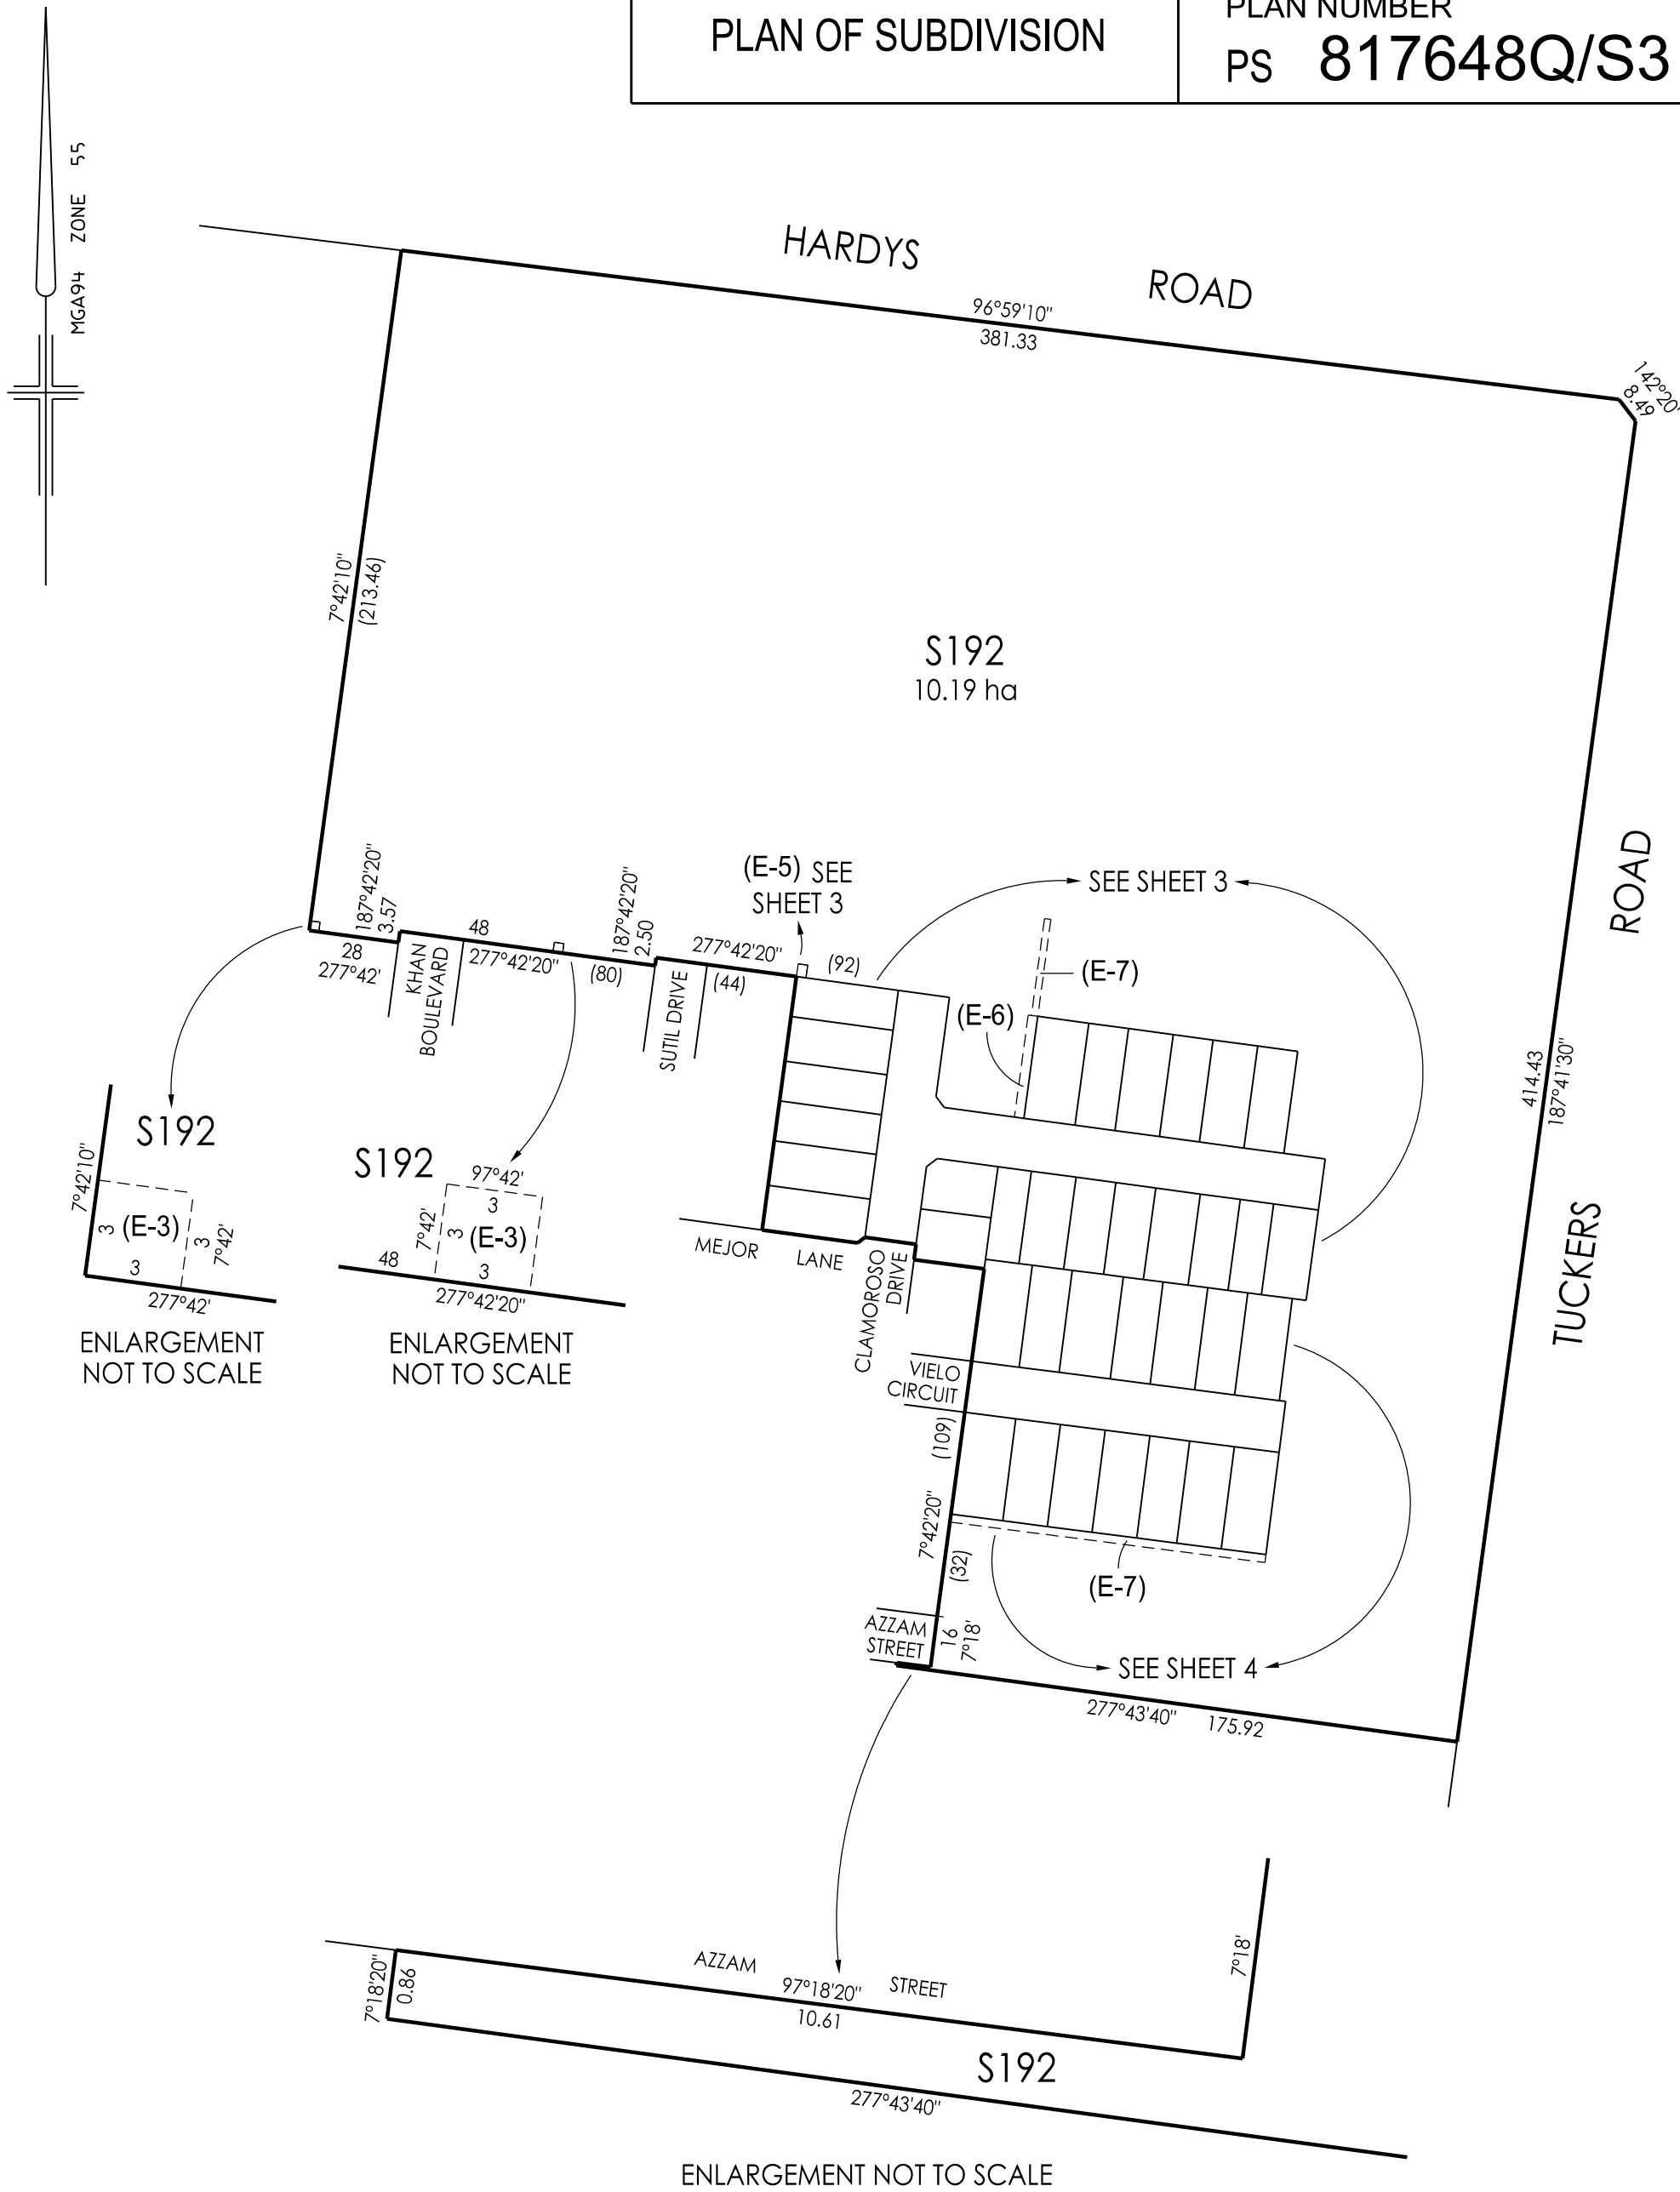 PLAN OF SUBDIVISION
PLAN NUMBER
PS 817648Q/S3
MGA94 ZONE 55
HARDYS ROAD
96°59'10"
381.33
142°20'
8.49
7°42'10"
(213.46)
S192
10.19 ha
ROAD
TUCKERS
414.43
187°41'30"
187°42'20"
3.57
28
277°42'
KHAN
BOULEVARD
48
277°42'20"
(80)
187°42'20"
2.50
SUTIL DRIVE
277°42'20"
(44)
(E-5) SEE
SHEET 3
(92)
SEE SHEET 3
(E-7)
(E-6)
MEJOR LANE
CLAMOROSO
DRIVE
VIELO
CIRCUIT
(109)
7°42'20"
(32)
(E-7)
AZZAM
STREET
16
7°18'
SEE SHEET 4
277°43'40" 175.92
S192
7°42'10"
3
(E-3)
3
7°42'
3
277°42'
ENLARGEMENT
NOT TO SCALE
S192
97°42'
3
7°42'
3
(E-3)
48
3
277°42'20"
ENLARGEMENT
NOT TO SCALE
7°18'20"
0.86
AZZAM STREET
97°18'20"
10.61
7°18'
S192
277°43'40"
ENLARGEMENT NOT TO SCALE